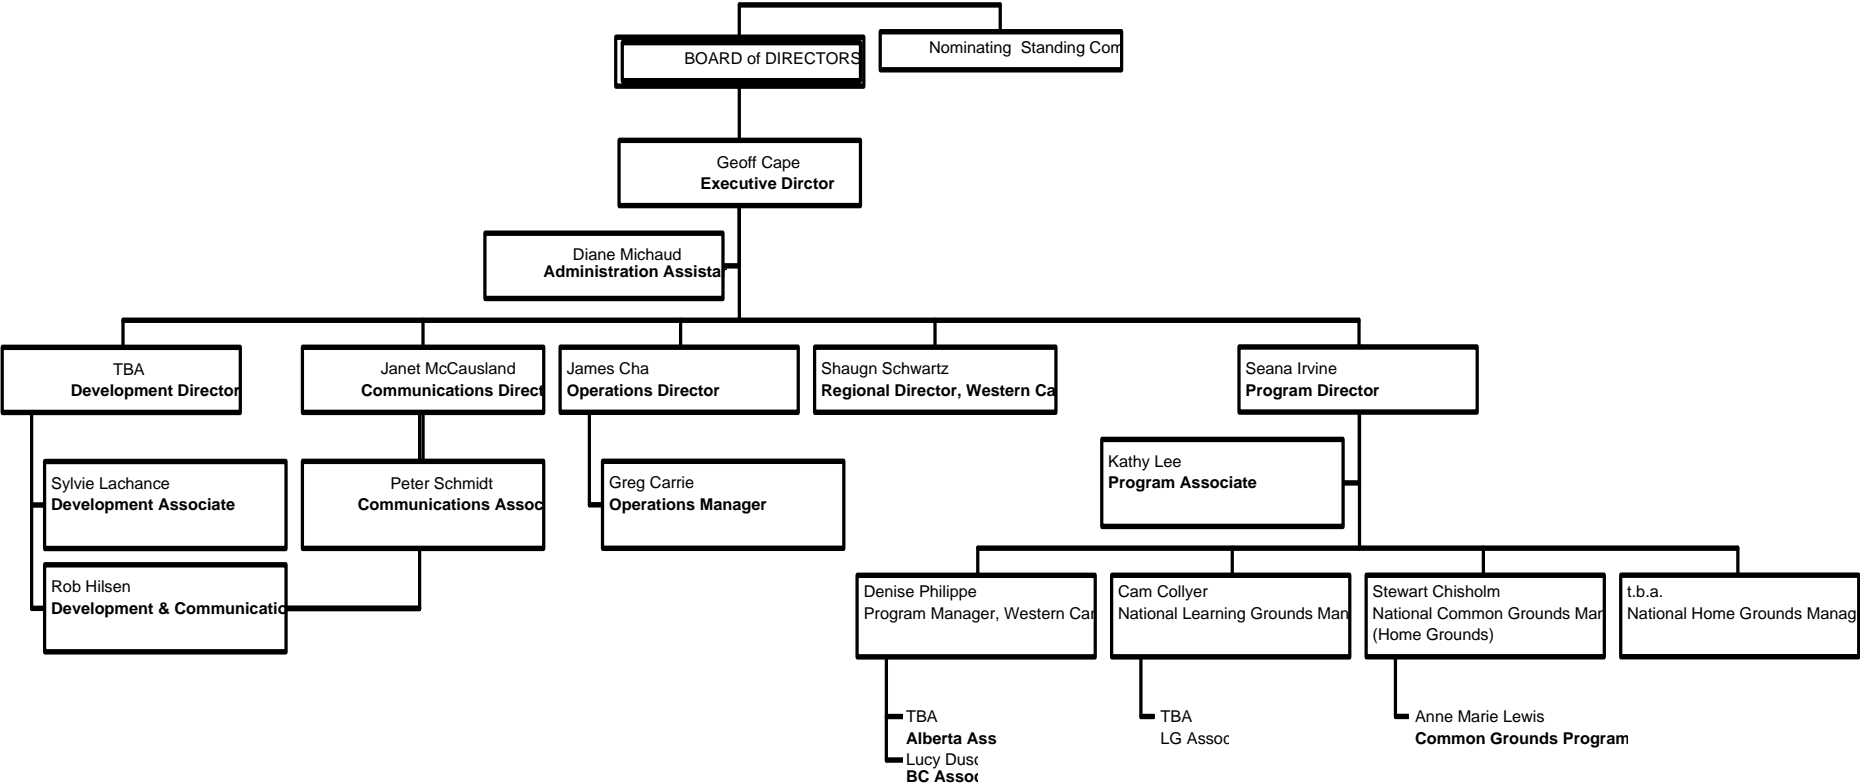 BOARD of DIRECTORS
Nominating Standing Com
Geoff Cape
Executive Dirctor
Diane Michaud
Administration Assista
TBA
Development Director
Janet McCausland
Communications Direct
James Cha
Operations Director
Shaugn Schwartz
Regional Director, Western Ca
Seana Irvine
Program Director
Sylvie Lachance
Development Associate
Peter Schmidt
Communications Assoc
Greg Carrie
Operations Manager
Kathy Lee
Program Associate
Rob Hilsen
Development & Communicatio
Denise Philippe
Program Manager, Western Can
Cam Collyer
National Learning Grounds Man
Stewart Chisholm
National Common Grounds Man
(Home Grounds)
t.b.a.
National Home Grounds Manag
TBA
Alberta Ass
Lucy Dusc
BC Assoc
TBA
LG Assoc
Anne Marie Lewis
Common Grounds Program